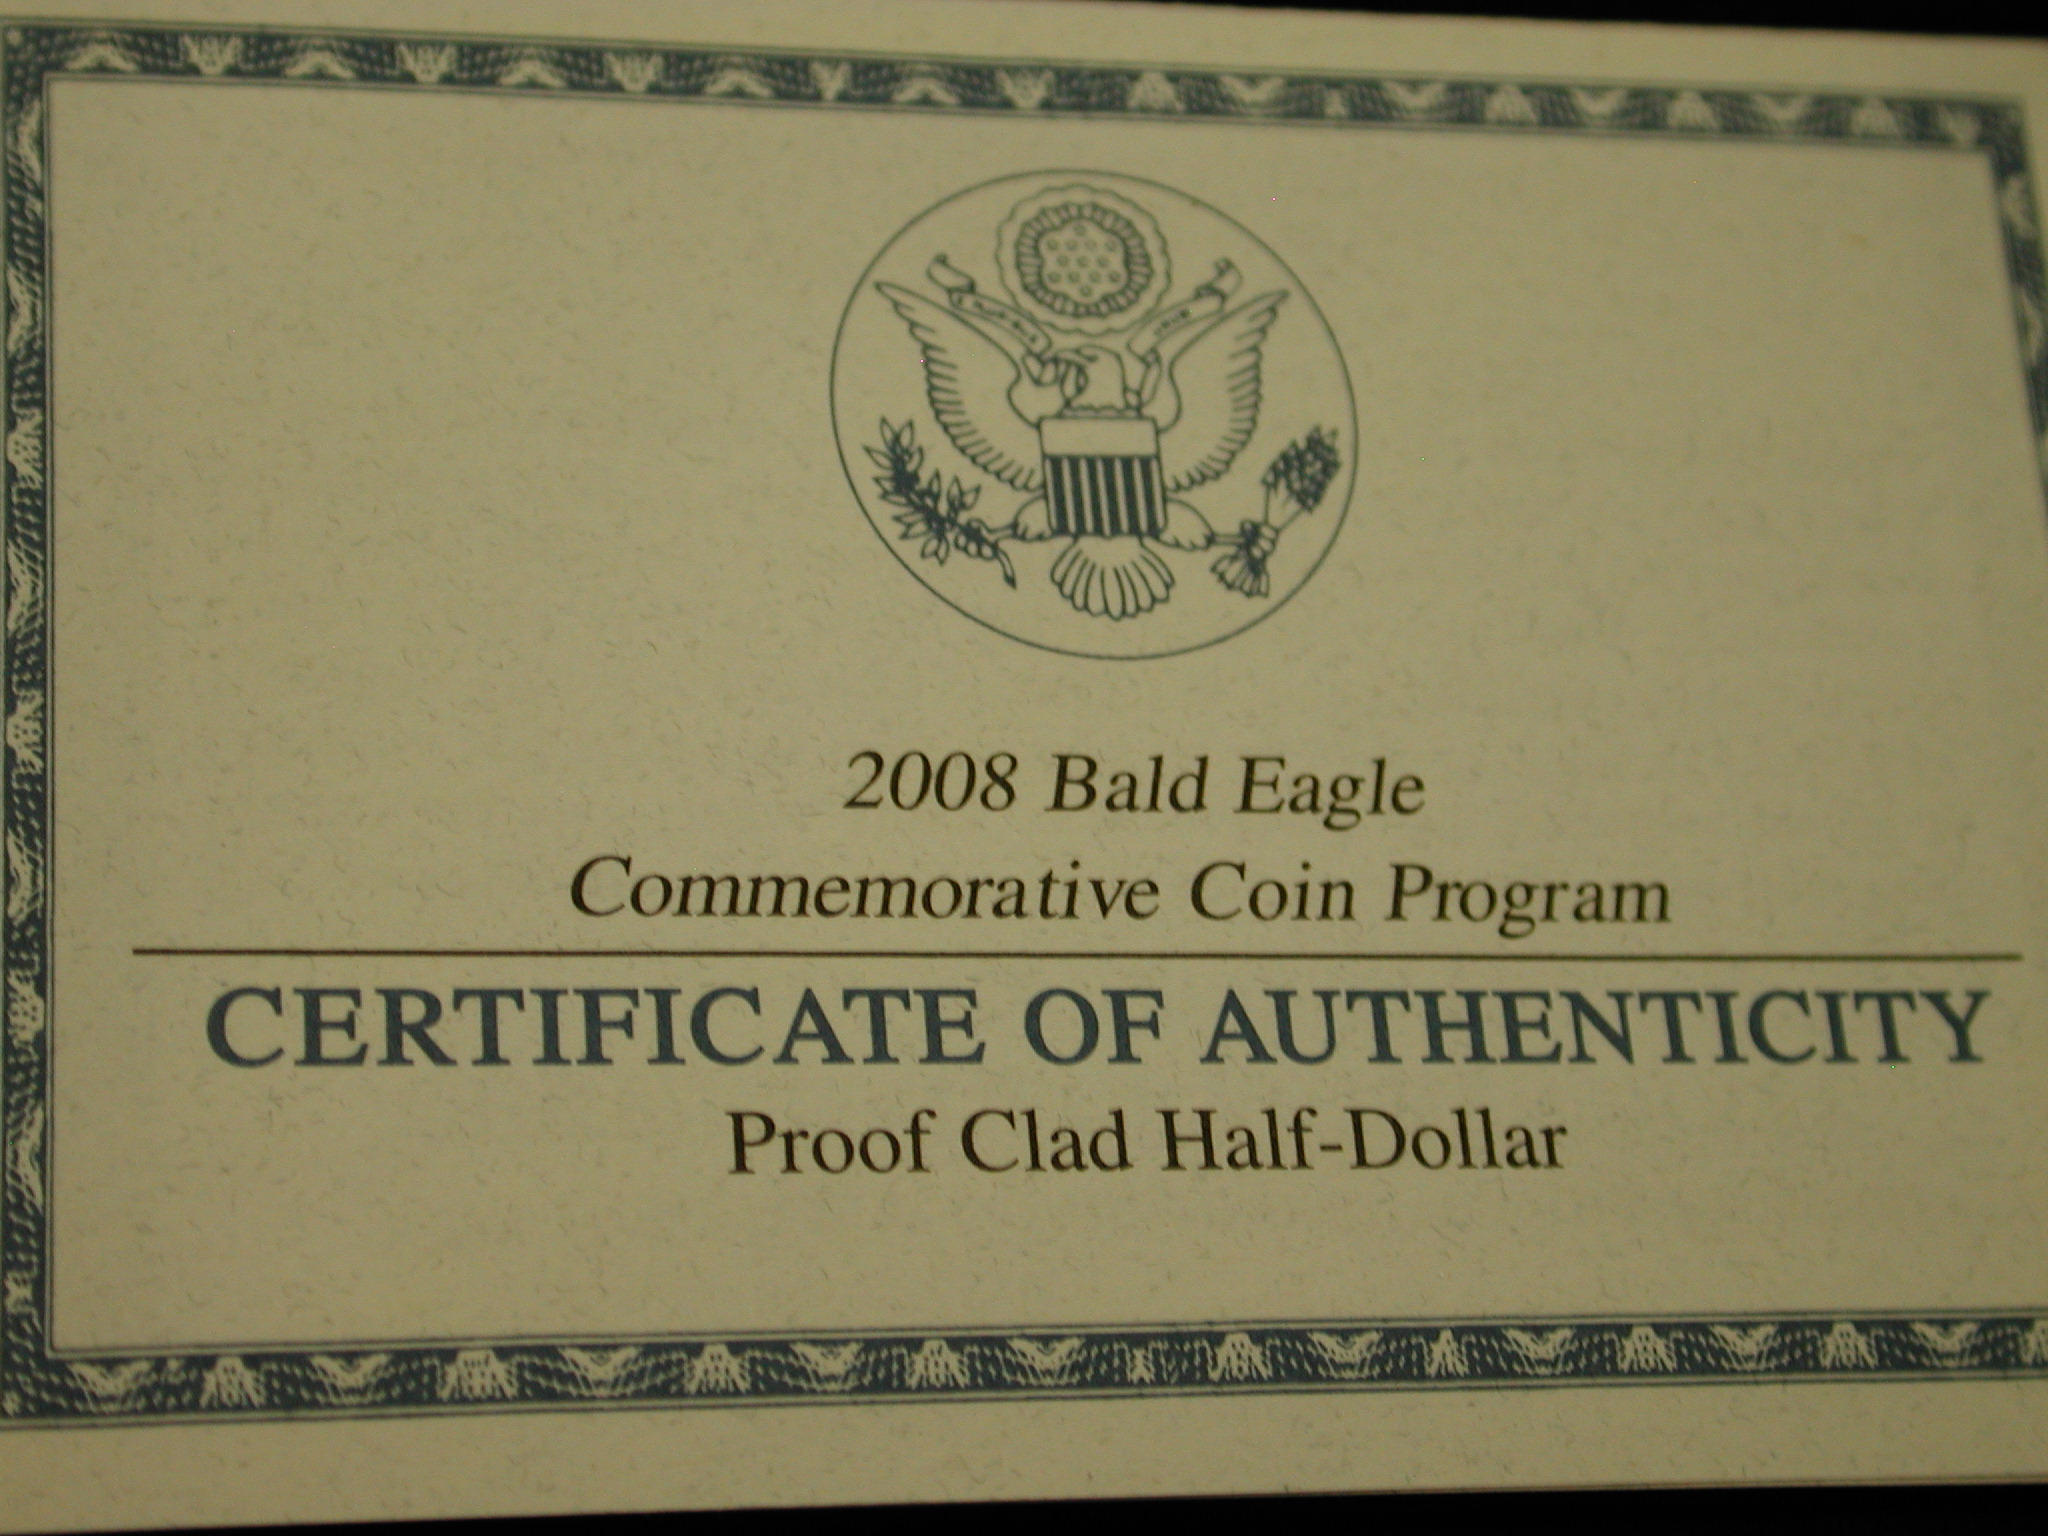 2008 Bald Eagle
Commemorative Coin Program
CERTIFICATE OF AUTHENTICITY
Proof Clad Half-Dollar